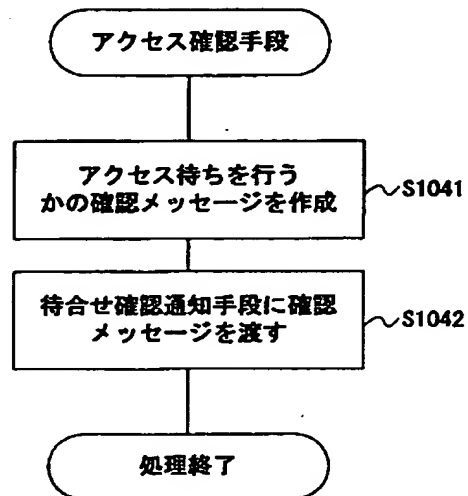 アクセス確認手段
アクセス待ちを行う
かの確認メッセージを作成
S1041
待合せ確認通知手段に確認
メッセージを渡す
S1042
処理終了